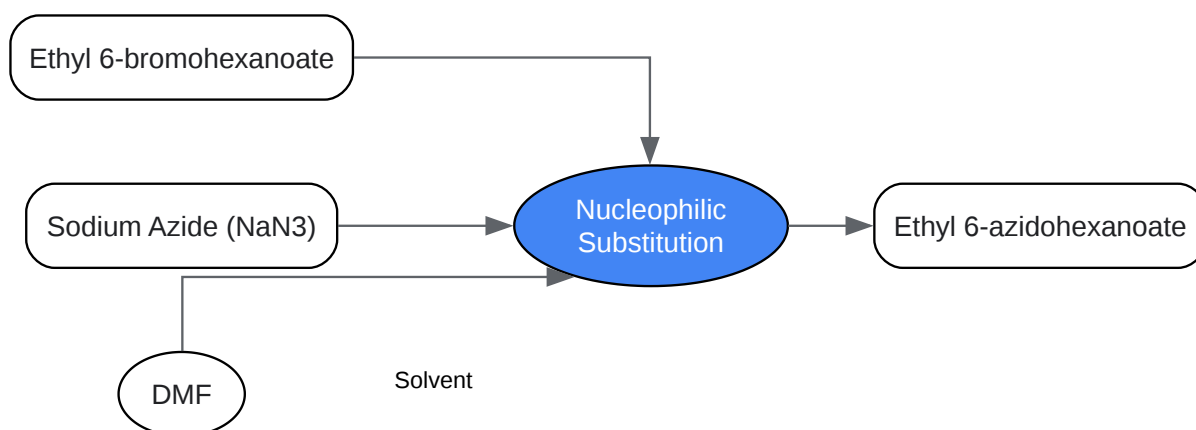 Ethyl 6-bromohexanoate
Sodium Azide (NaN3)
Nucleophilic
Substitution
Ethyl 6-azidohexanoate
DMF
Solvent